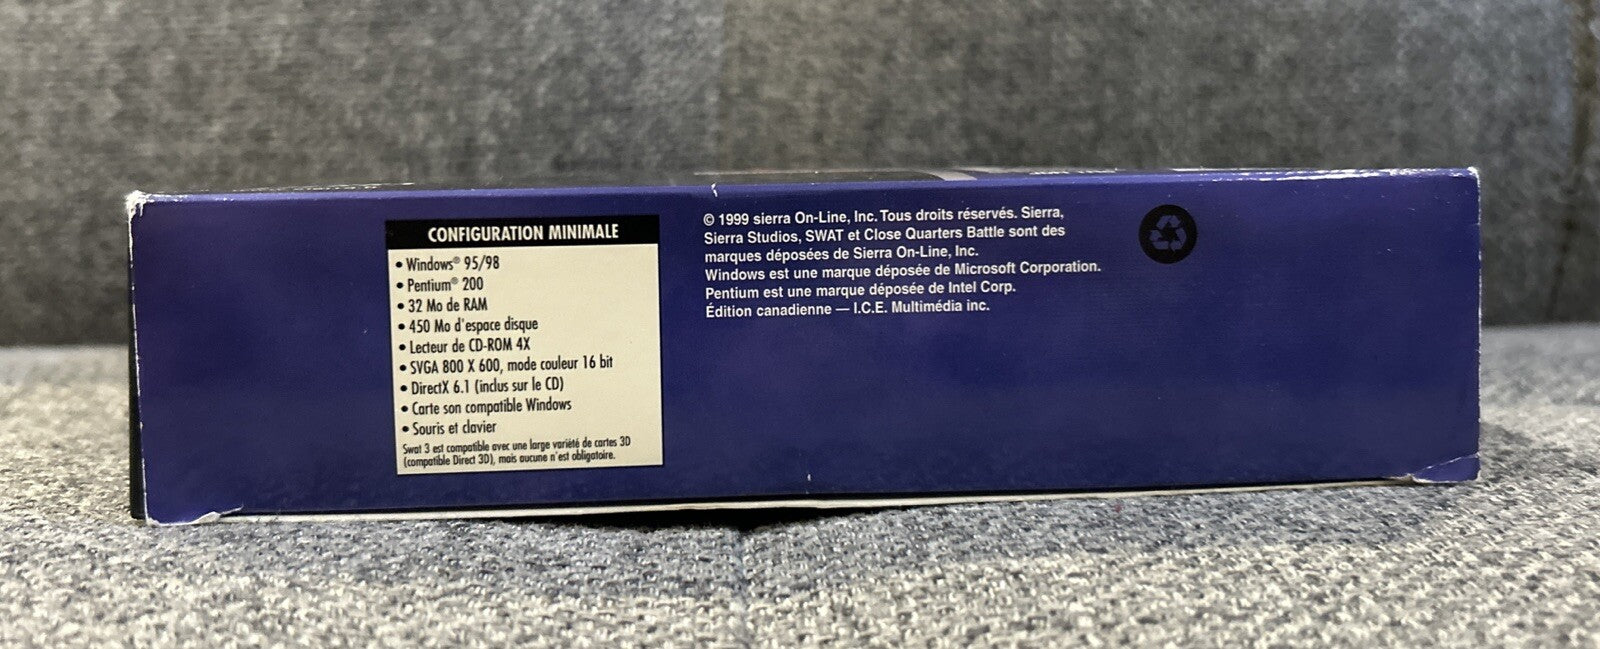 CONFIGURATION MINIMALE
• Windows® 95/98
• Pentium® 200
• 32 Mo de RAM
• 450 Mo d'espace disque
• Lecteur de CD-ROM 4X
• SVGA 800 X 600, mode couleur 16 bit
• DirectX 6.1 (inclus sur le CD)
• Carte son compatible Windows
• Souris et clavier
Swat 3 est compatible avec une large variété de cartes 3D
(compatible Direct 3D), mais aucune n'est obligatoire.
© 1999 sierra On-Line, Inc. Tous droits réservés. Sierra,
Sierra Studios, SWAT et Close Quarters Battle sont des
marques déposées de Sierra On-Line, Inc.
Windows est une marque déposée de Microsoft Corporation.
Pentium est une marque déposée de Intel Corp.
Édition canadienne — I.C.E. Multimédia inc.